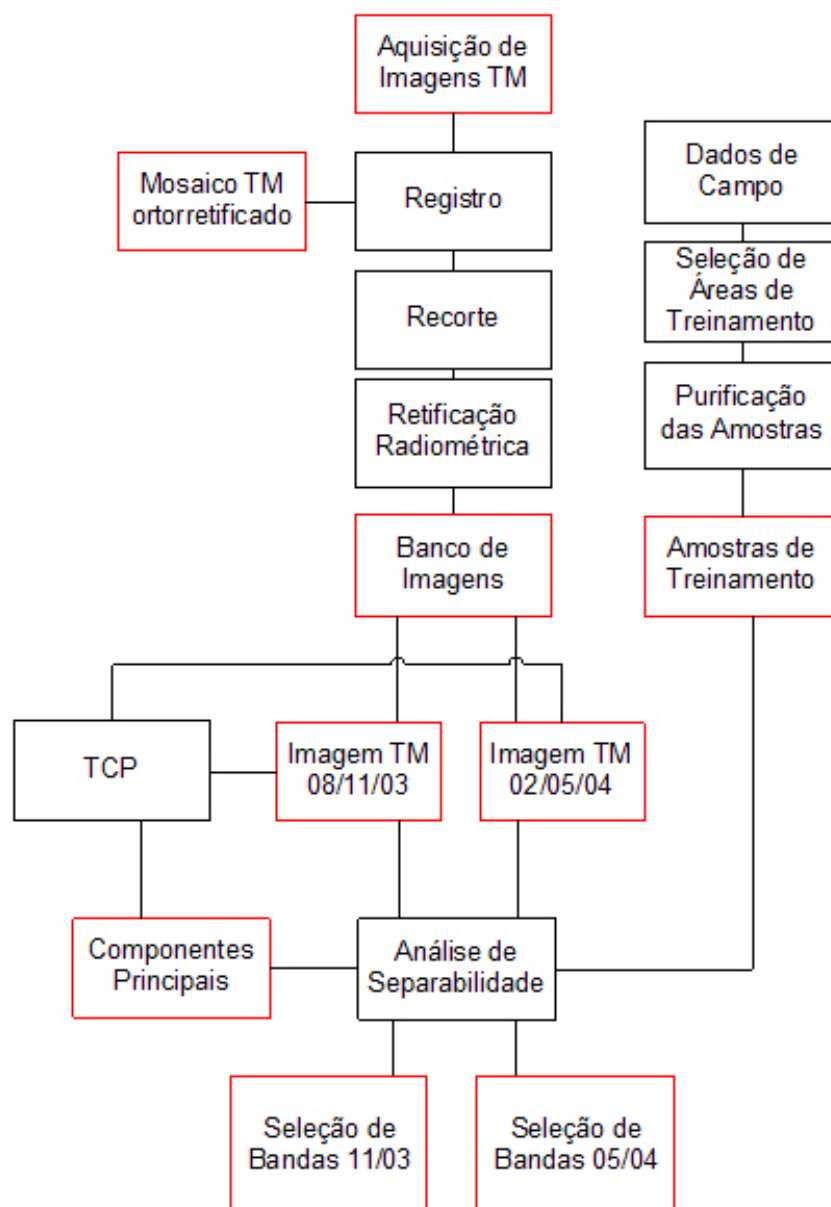 Aquisição de
Imagens TM
Mosaico TM
ortorretificado
Registro
Dados de
Campo
Seleção de
Áreas de
Treinamento
Recorte
Retificação
Radiométrica
Purificação
das Amostras
Banco de
Imagens
Amostras de
Treinamento
TCP
Imagem TM
08/11/03
Imagem TM
02/05/04
Componentes
Principais
Análise de
Separabilidade
Seleção de
Bandas 11/03
Seleção de
Bandas 05/04